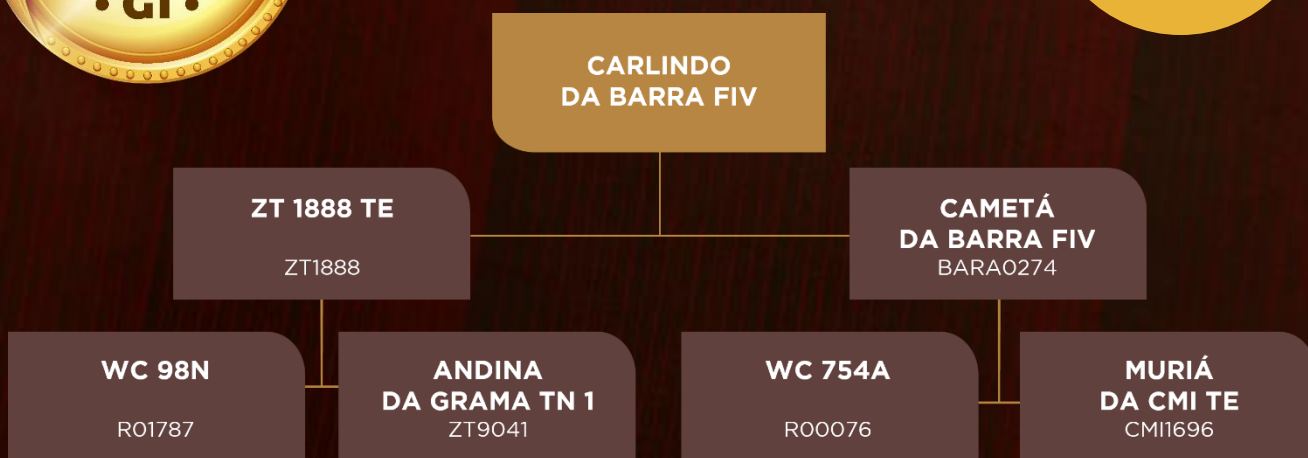 • GI •
CARLINDO
DA BARRA FIV
ZT 1888 TE
ZT1888
CAMETÁ
DA BARRA FIV
BARA0274
WC 98N
R01787
ANDINA
DA GRAMA TN 1
ZT9041
WC 754A
R00076
MURIÁ
DA CMI TE
CMI1696